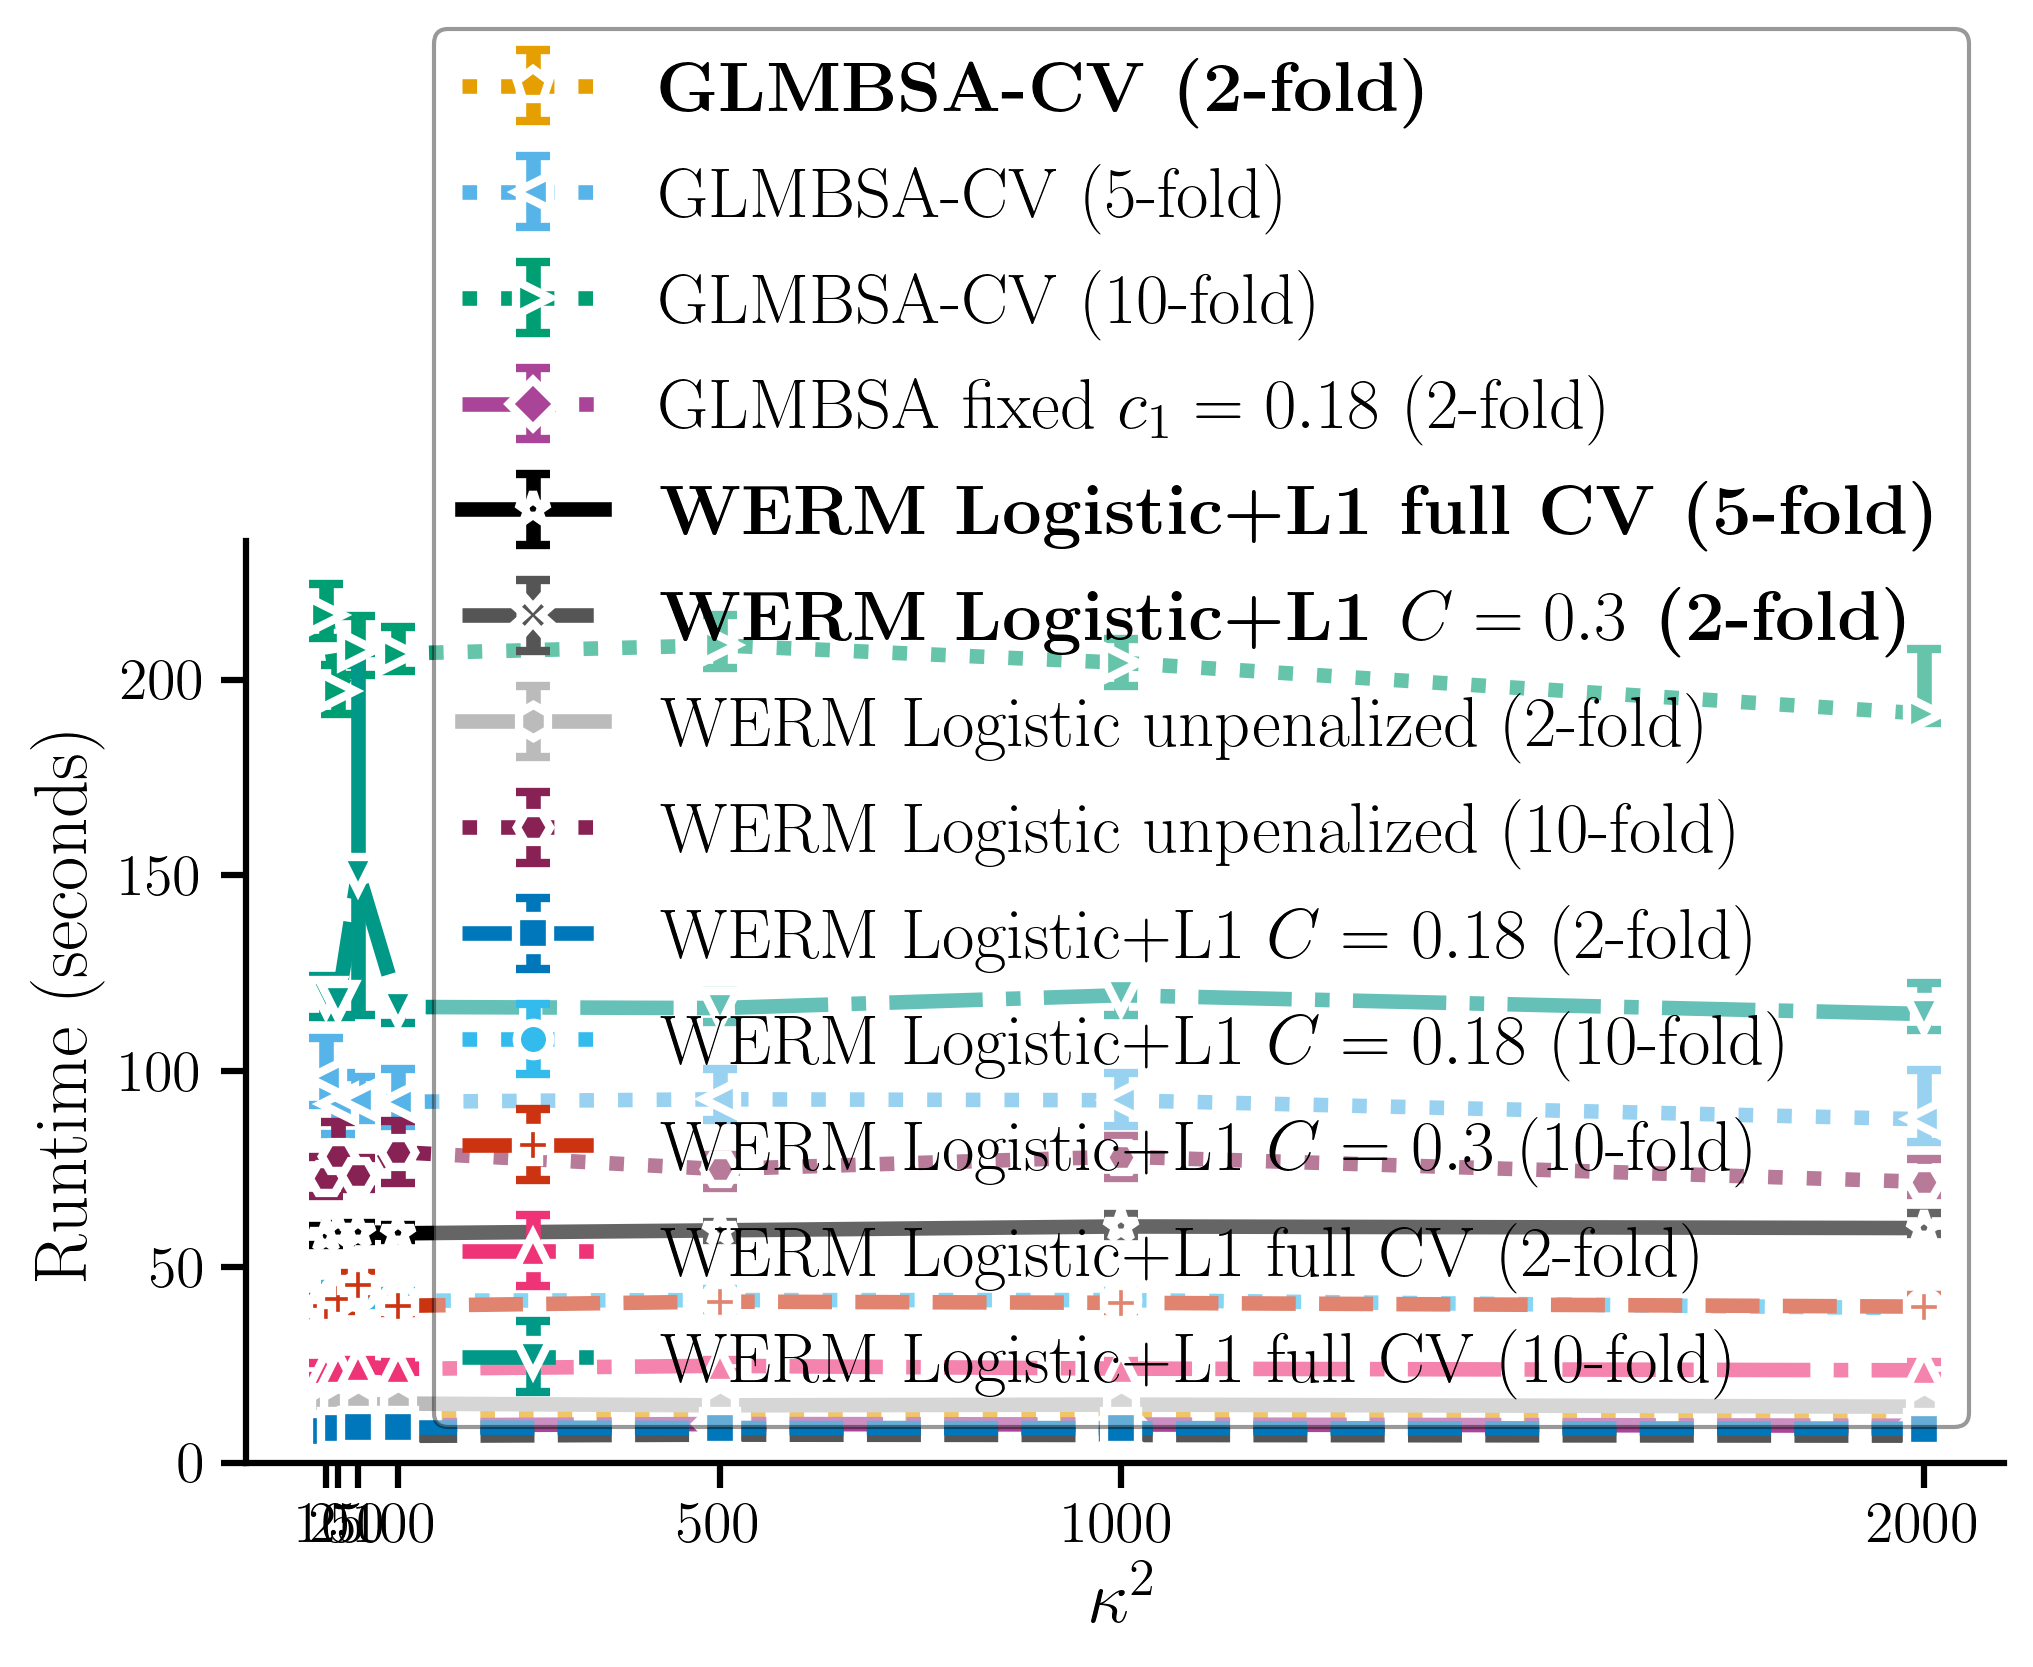 GLMBSA-CV (2-fold)
GLMBSA-CV (5-fold)
GLMBSA-CV (10-fold)
GLMBSA fixed c₁ = 0.18 (2-fold)
WERM Logistic+L1 full CV (5-fold)
WERM Logistic+L1 C = 0.3 (2-fold)
WERM Logistic unpenalized (2-fold)
WERM Logistic unpenalized (10-fold)
WERM Logistic+L1 C = 0.18 (2-fold)
WERM Logistic+L1 C = 0.18 (10-fold)
WERM Logistic+L1 C = 0.3 (10-fold)
WERM Logistic+L1 full CV (2-fold)
WERM Logistic+L1 full CV (10-fold)
Runtime (seconds)
200
150
100
50
0
500
1000
2000
κ²